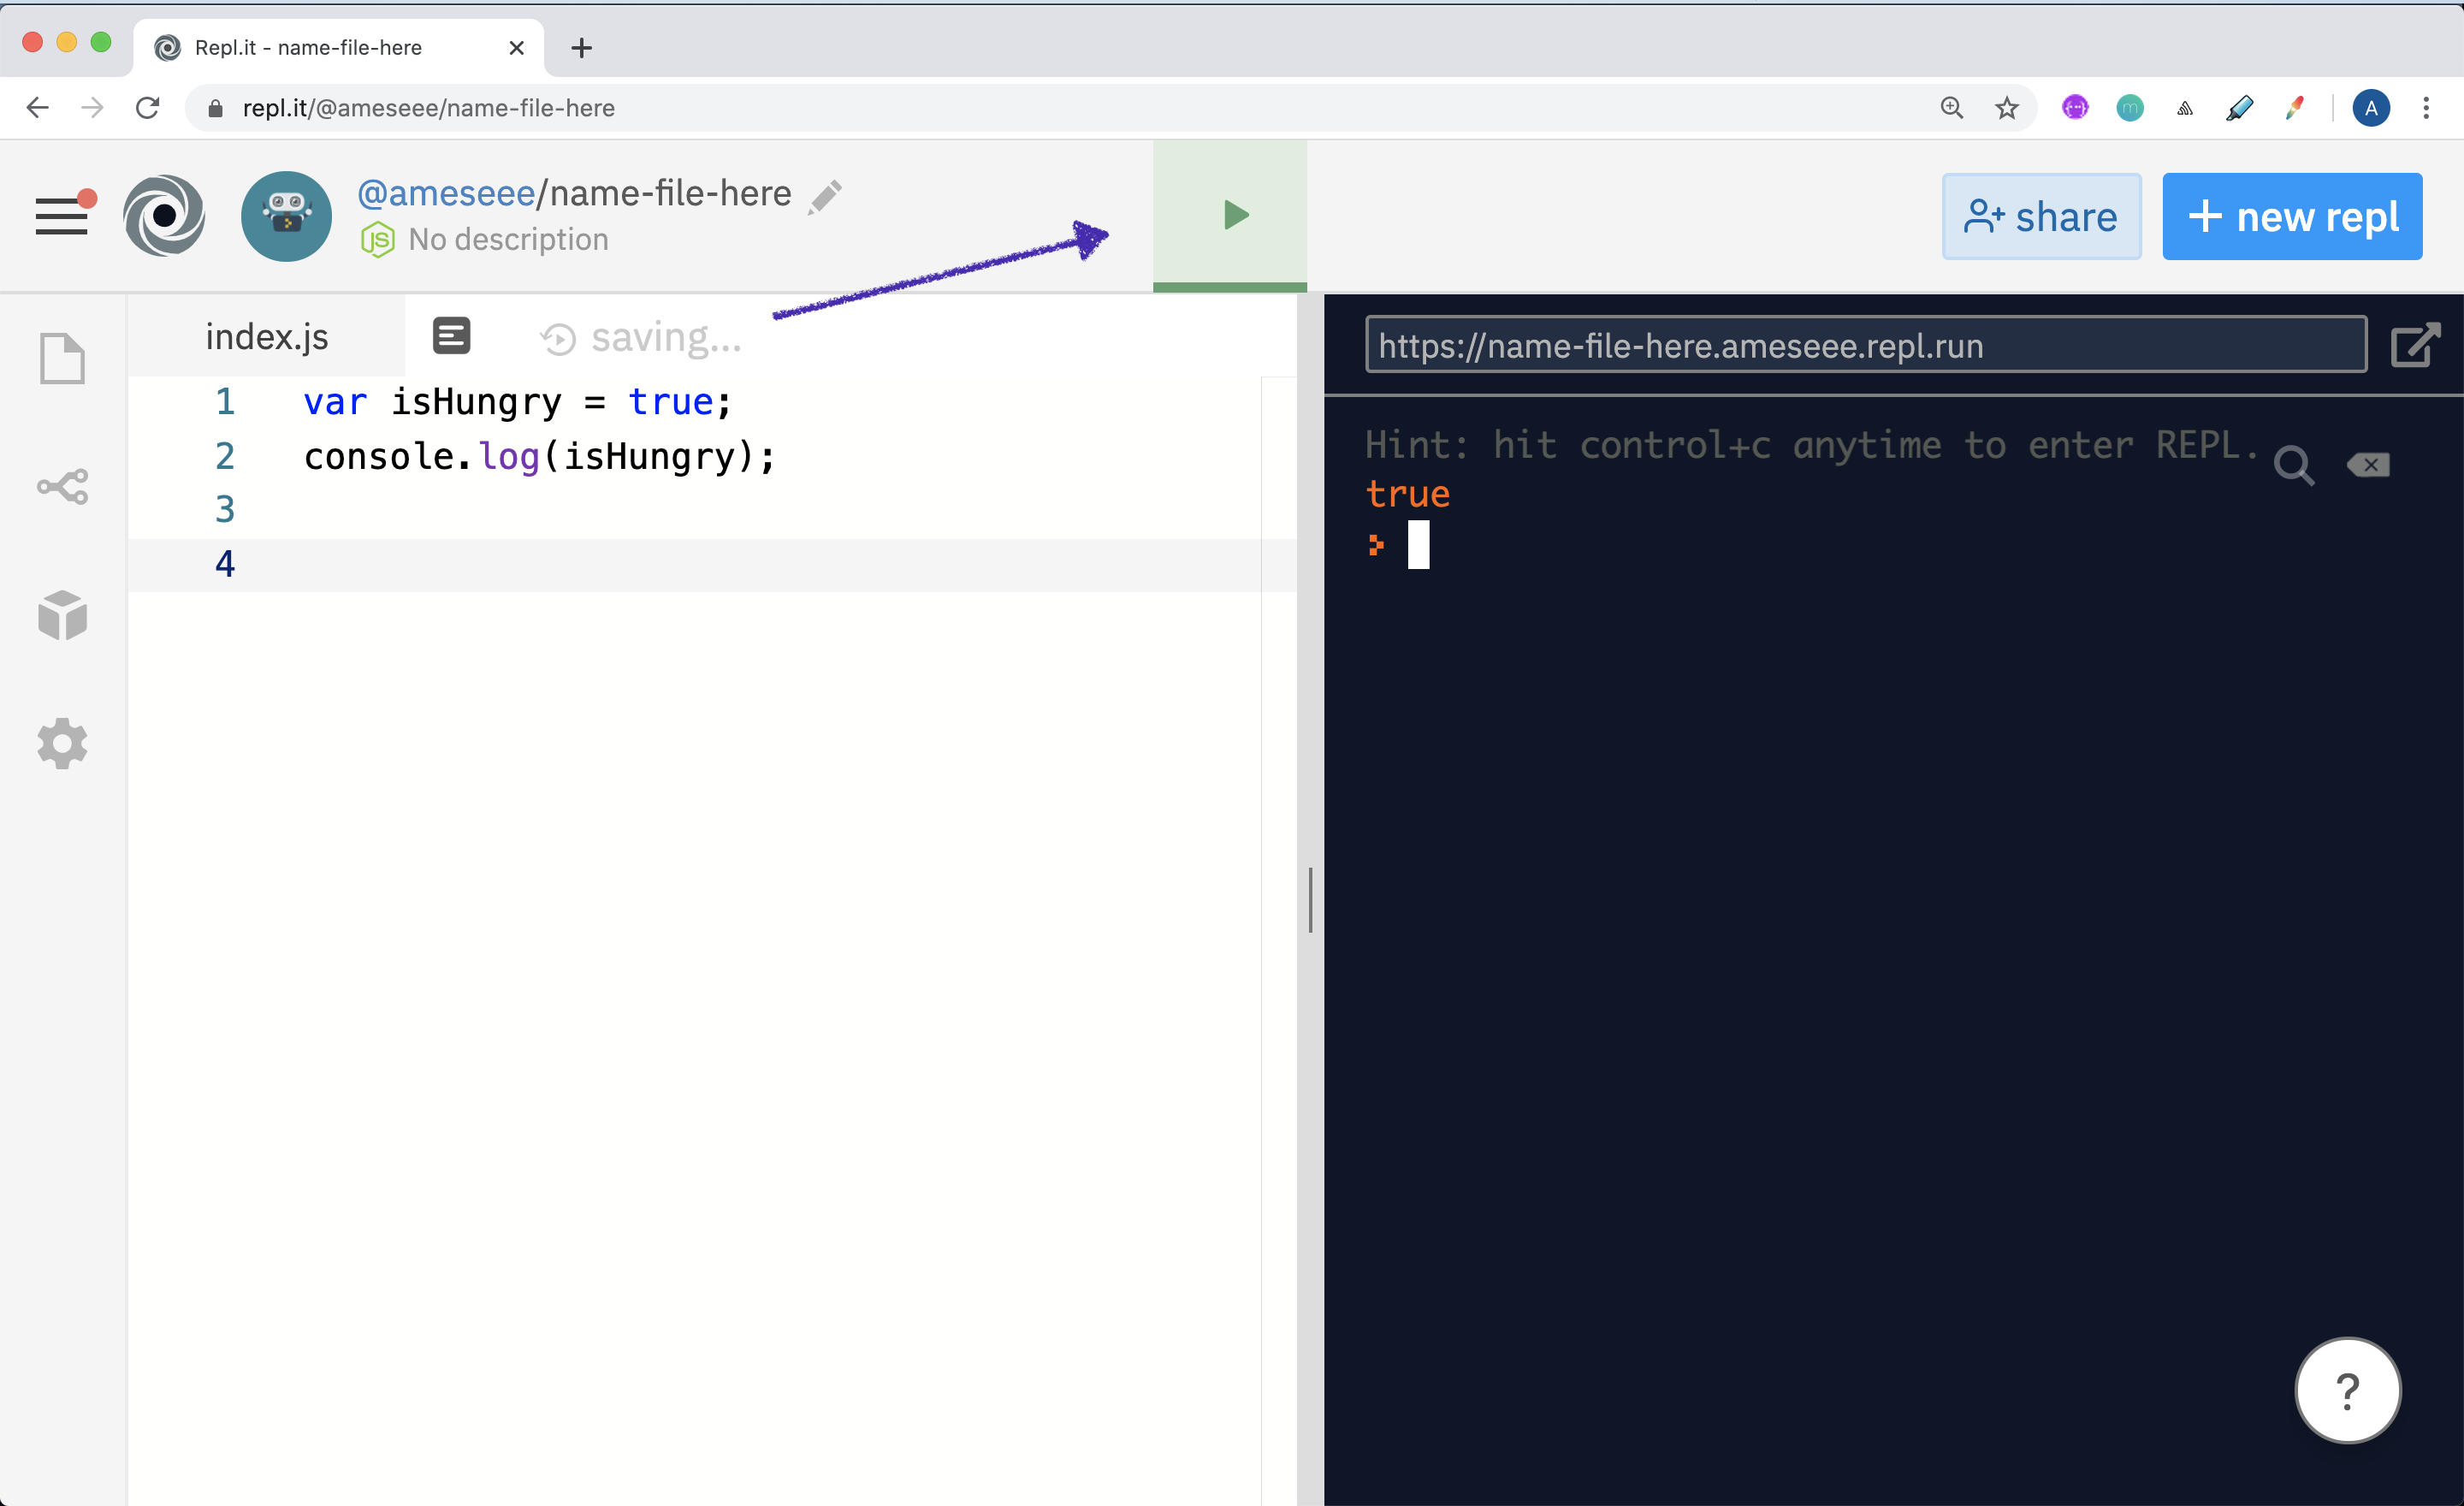 Repl.it - name-file-here
repl.it/@ameseee/name-file-here
A
@ameseee/name-file-here
JS No description
share
+ new repl
index.js
saving...
https://name-file-here.ameseee.repl.run
1 var isHungry = true;
2 console.log(isHungry);
3
4
Hint: hit control+c anytime to enter REPL.
true
?